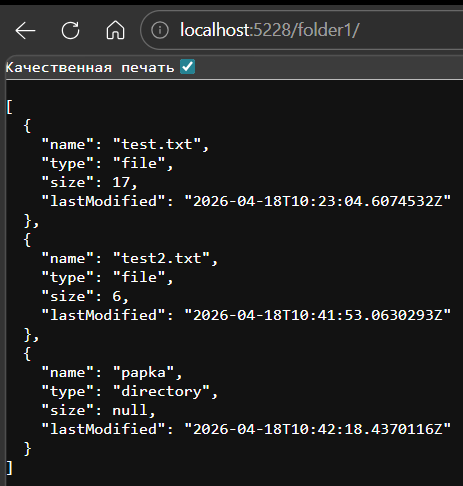 localhost:5228/folder1/
Качественная печать
[
  {
    "name": "test.txt",
    "type": "file",
    "size": 17,
    "lastModified": "2026-04-18T10:23:04.6074532Z"
  },
  {
    "name": "test2.txt",
    "type": "file",
    "size": 6,
    "lastModified": "2026-04-18T10:41:53.0630293Z"
  },
  {
    "name": "papka",
    "type": "directory",
    "size": null,
    "lastModified": "2026-04-18T10:42:18.4370116Z"
  }
]